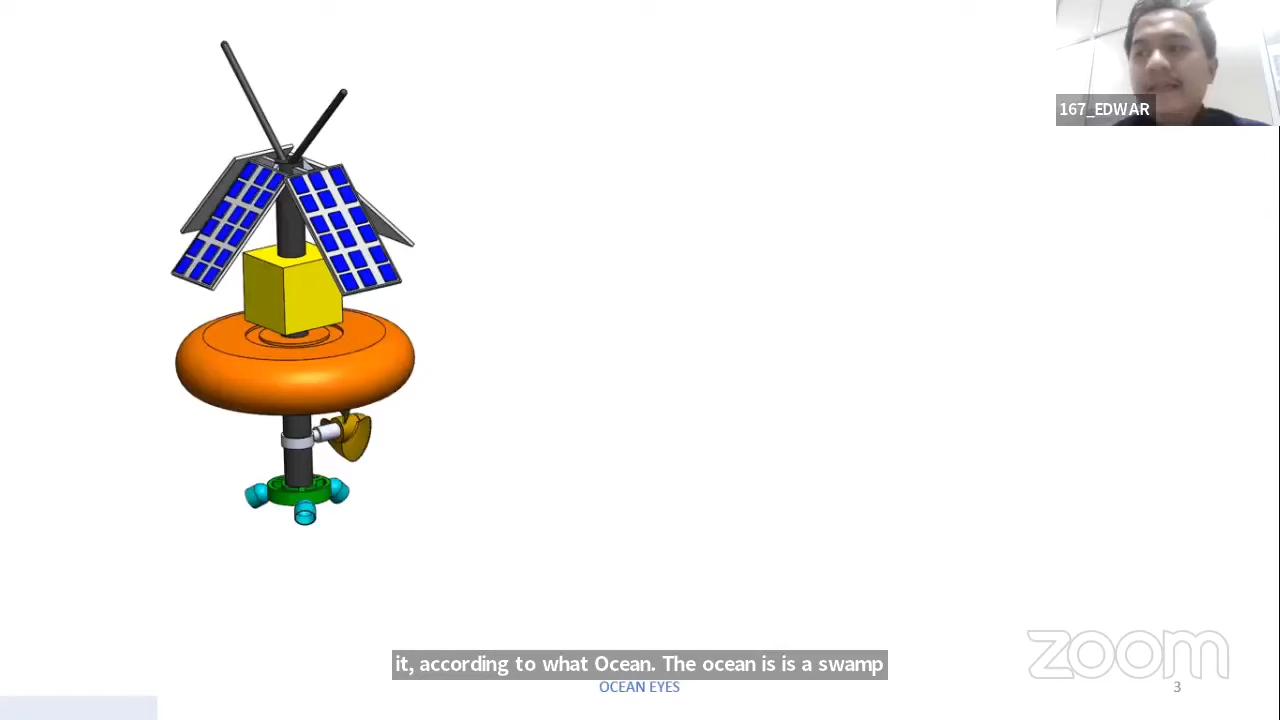 167_EDWAR
it, according to what Ocean. The ocean is is a swamp
OCEAN EYES
zoom
3